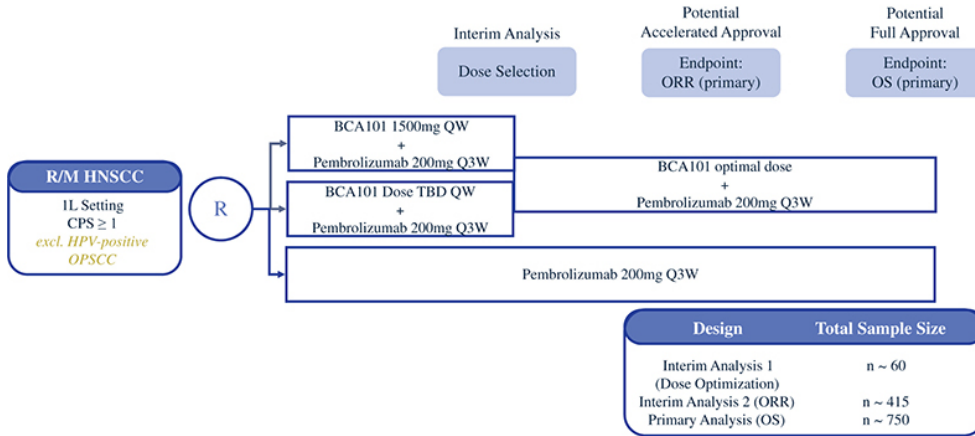 Interim Analysis
Dose Selection
Potential
Accelerated Approval
Endpoint:
ORR (primary)
Potential
Full Approval
Endpoint:
OS (primary)
R/M HNSCC
1L Setting
CPS ≥ 1
excl. HPV-positive
OPSCC
R
BCA101 1500mg QW
+
Pembrolizumab 200mg Q3W
BCA101 Dose TBD QW
+
Pembrolizumab 200mg Q3W
BCA101 optimal dose
+
Pembrolizumab 200mg Q3W
Pembrolizumab 200mg Q3W
Design Total Sample Size
Interim Analysis 1 n ~ 60
(Dose Optimization)
Interim Analysis 2 (ORR) n ~ 415
Primary Analysis (OS) n ~ 750